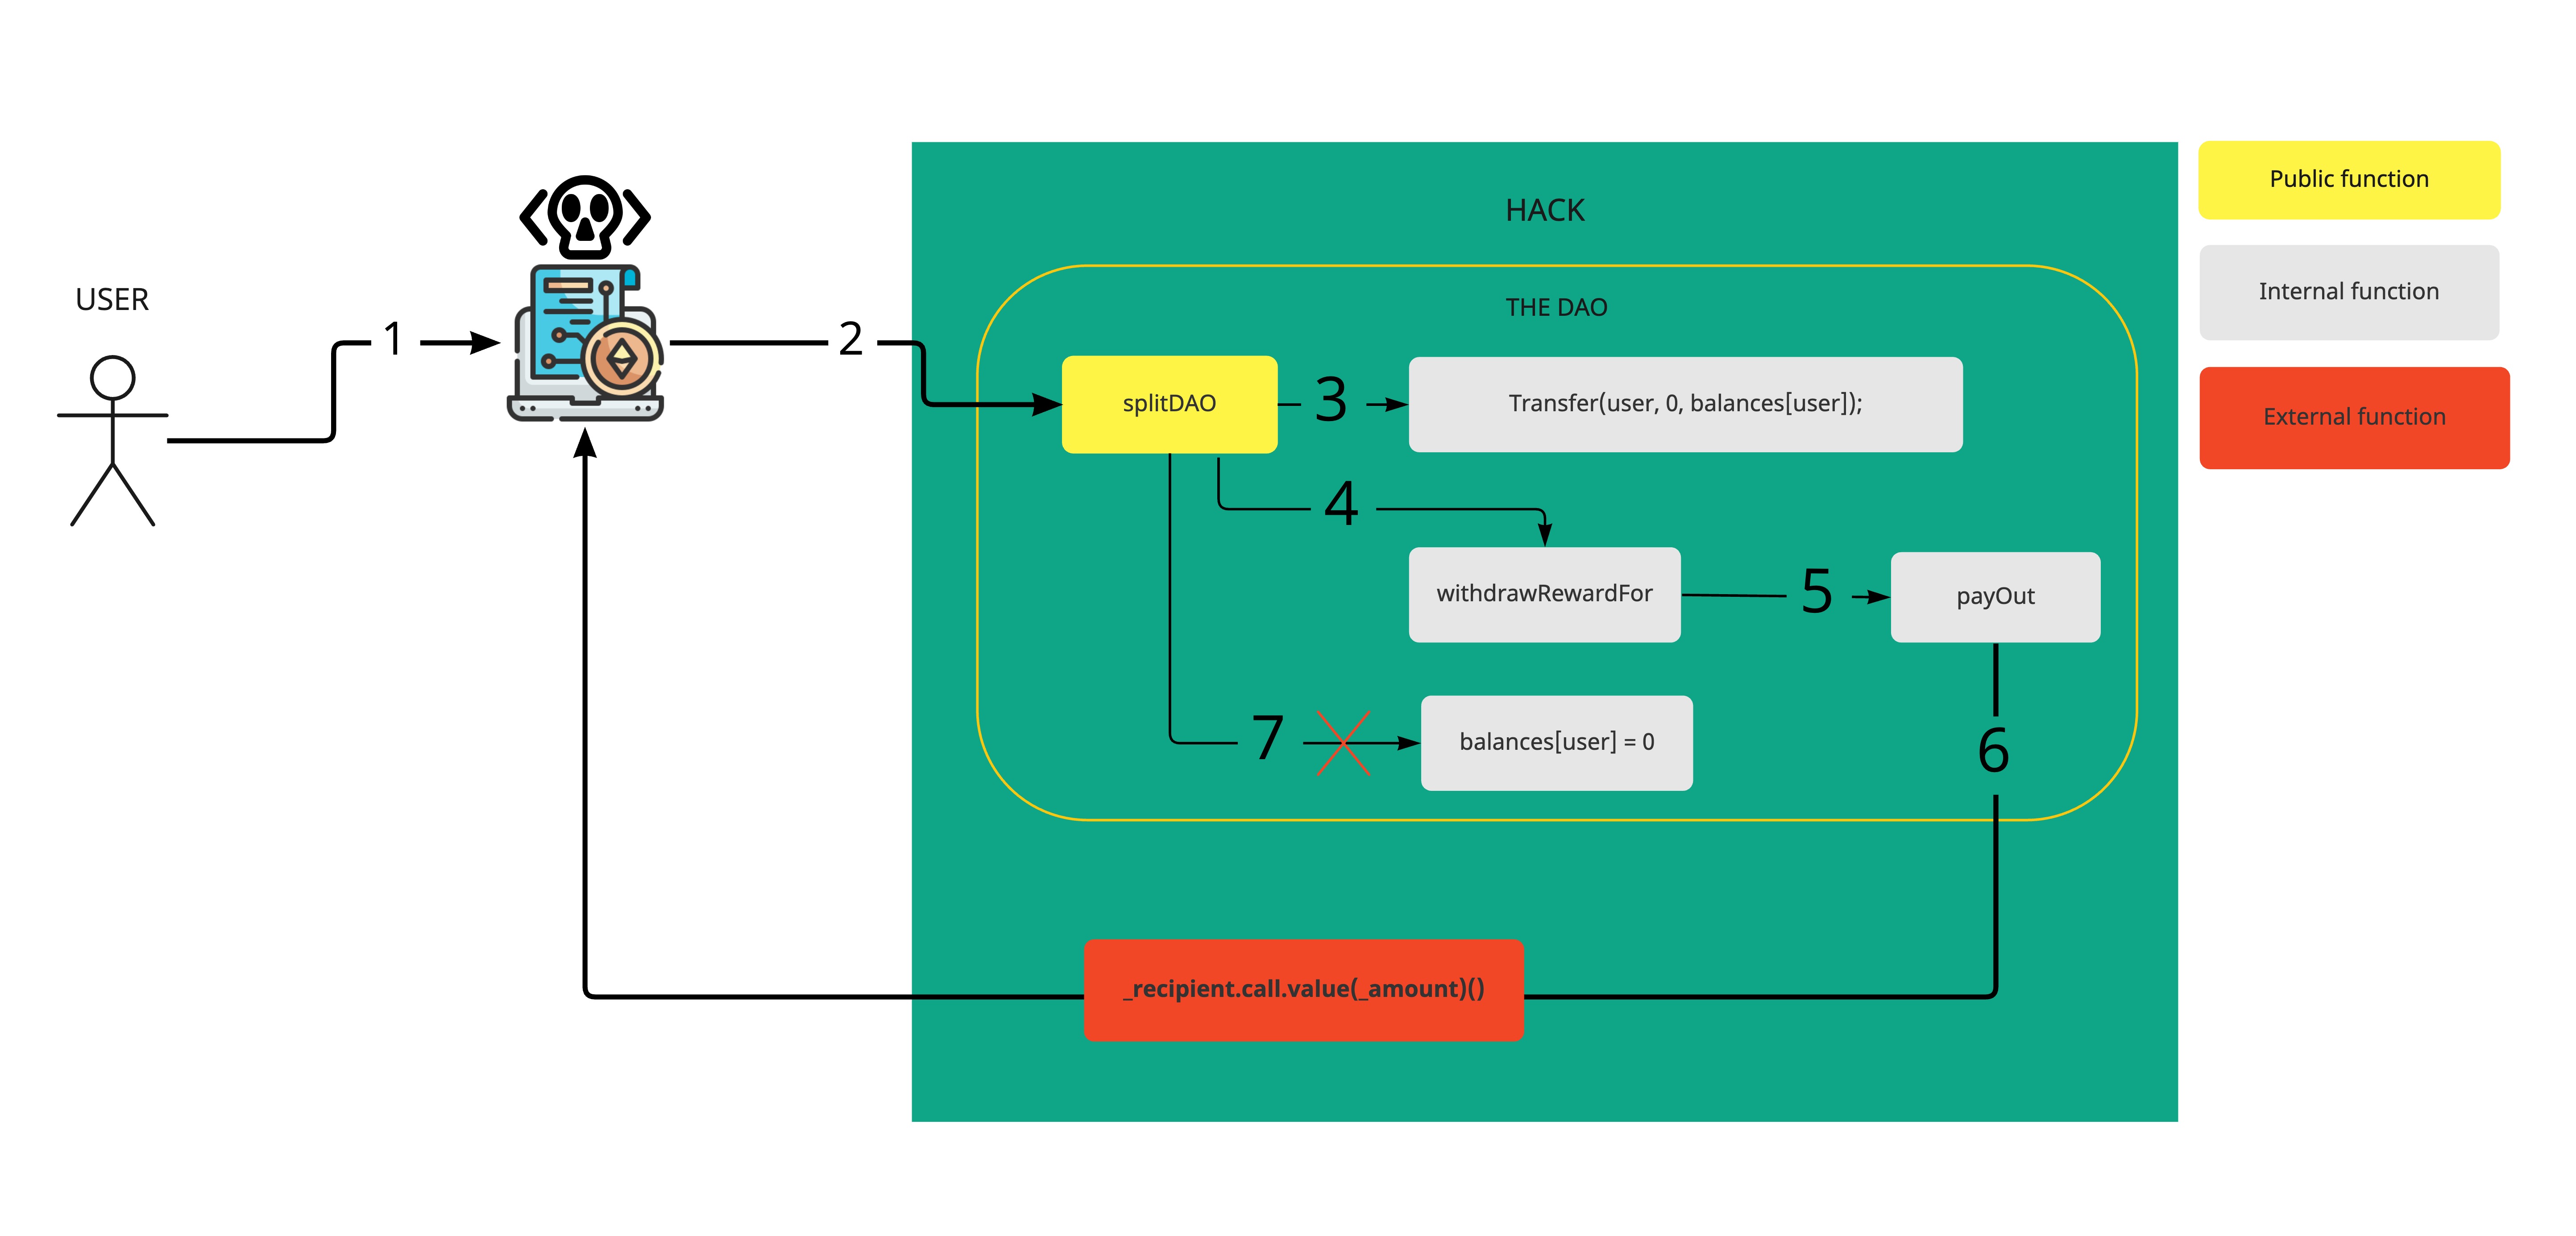 HACK
Public function
Internal function
External function
USER
THE DAO
1
2
splitDAO
3
Transfer(user, 0, balances[user]);
4
withdrawRewardFor
5
payOut
7
balances[user] = 0
6
_recipient.call.value(_amount)()